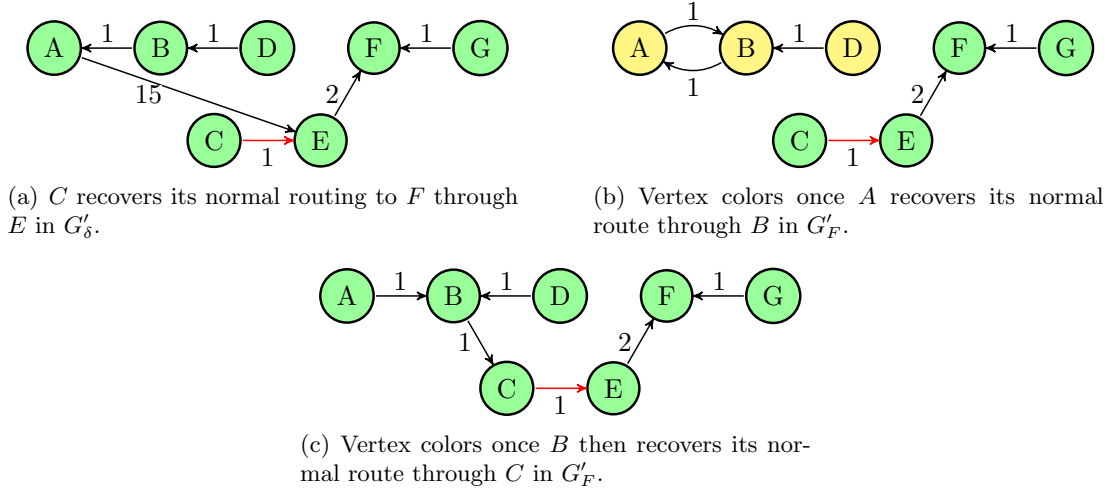 1 1 1
A B D F G
15 2
C E
1
1
1 1
A B D F G
1 2
C E
1
(a) C recovers its normal routing to F through
E in G′δ.
(b) Vertex colors once A recovers its normal
route through B in G′F.
1 1 1
A B D F G
1 2
C E
1
(c) Vertex colors once B then recovers its nor-
mal route through C in G′F.